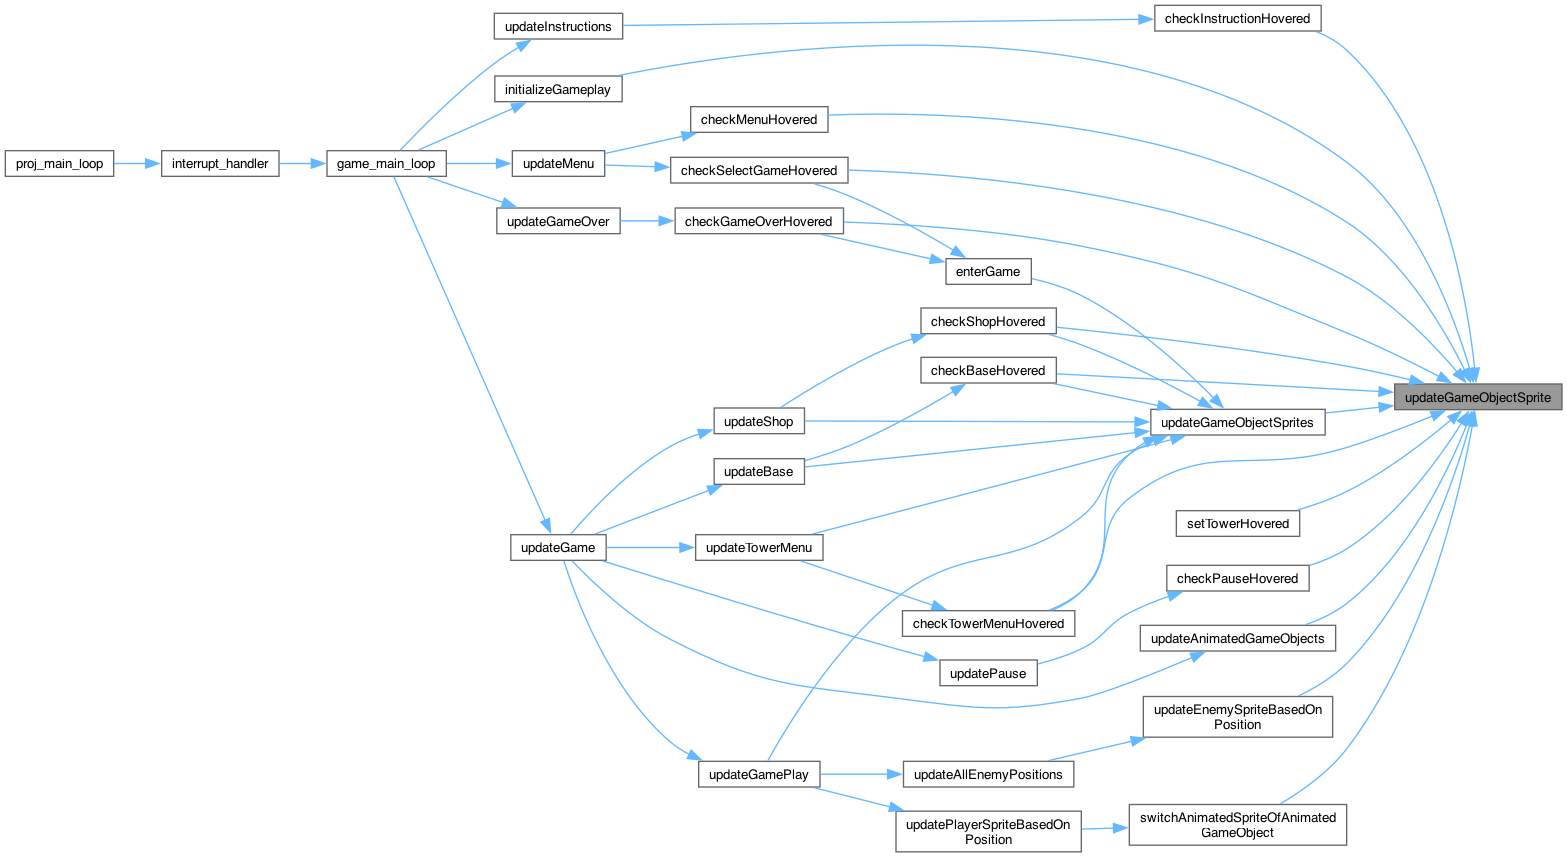 checkInstructionHovered
updateInstructions
initializeGameplay
checkMenuHovered
proj_main_loop
interrupt_handler
game_main_loop
updateMenu
checkSelectGameHovered
updateGameOver
checkGameOverHovered
enterGame
checkShopHovered
checkBaseHovered
updateGameObjectSprite
updateShop
updateGameObjectSprites
updateBase
setTowerHovered
updateGame
updateTowerMenu
checkPauseHovered
checkTowerMenuHovered
updateAnimatedGameObjects
updatePause
updateEnemySpriteBasedOn
Position
updateGamePlay
updateAllEnemyPositions
updatePlayerSpriteBasedOn
Position
switchAnimatedSpriteOfAnimated
GameObject